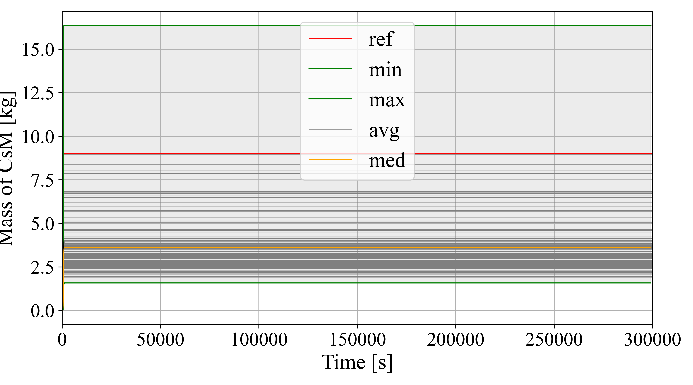 Mass of CsM [kg]
15.0
12.5
10.0
7.5
5.0
2.5
0.0
ref
min
max
avg
med
0 50000 100000 150000 200000 250000 300000
Time [s]